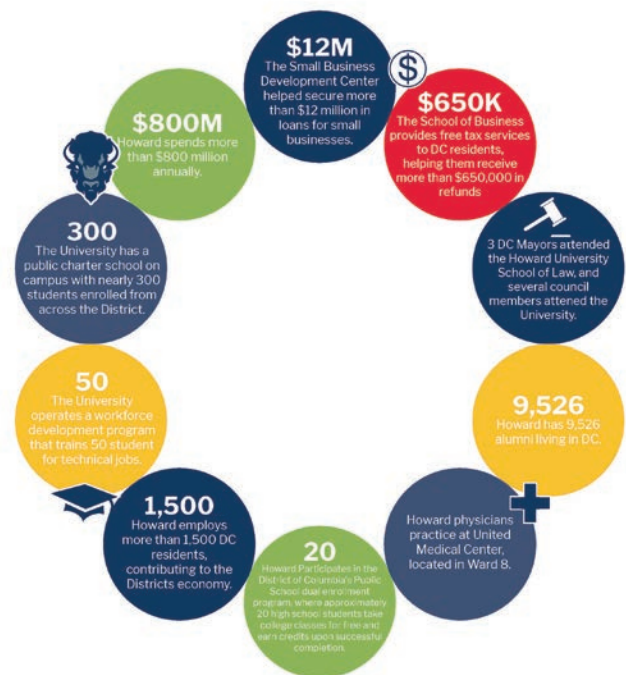 $12M
The Small Business
Development Center
helped secure more
than $12 million in
loans for small
businesses.
$
$650K
The School of Business
provides free tax services
to DC residents,
helping them receive
more than $650,000 in
refunds
3 DC Mayors attended
the Howard University
School of Law, and
several council
members attened the
University.
9,526
Howard has 9,526
alumni living in DC.
Howard physicians
practice at United
Medical Center,
located in Ward 8.
20
Howard Participates in the
District of Columbia's Public
School dual enrolment
program, where approximately
20 high school students take
college classes for free and
earn credits upon successful
completion.
1,500
Howard employs
more than 1,500 DC
residents,
contributing to the
Districts economy.
50
The University
operates a workforce
development program
that trains 50 student
for technical jobs.
300
The University has a
public charter school on
campus with nearly 300
students enrolled from
across the District.
$800M
Howard spends more
than $800 million
annually.